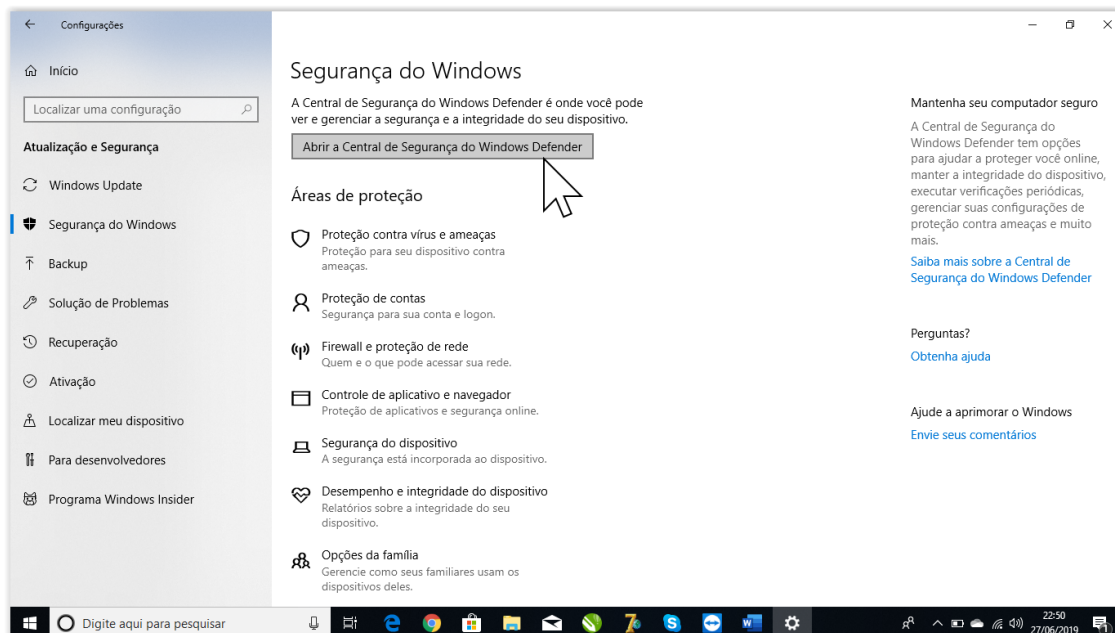 Configurações
Início
Localizar uma configuração
Atualização e Segurança
Windows Update
Segurança do Windows
Backup
Solução de Problemas
Recuperação
Ativação
Localizar meu dispositivo
Para desenvolvedores
Programa Windows Insider
Segurança do Windows
A Central de Segurança do Windows Defender é onde você pode
ver e gerenciar a segurança e a integridade do seu dispositivo.
Abrir a Central de Segurança do Windows Defender
Áreas de proteção
Proteção contra vírus e ameaças
Proteção para seu dispositivo contra
ameaças.
Proteção de contas
Segurança para sua conta e logon.
Firewall e proteção de rede
Quem e o que pode acessar sua rede.
Controle de aplicativo e navegador
Proteção de aplicativos e segurança online.
Segurança do dispositivo
A segurança está incorporada ao dispositivo.
Desempenho e integridade do dispositivo
Relatórios sobre a integridade do seu
dispositivo.
Opções da família
Gerencie como seus familiares usam os
dispositivos deles.
Mantenha seu computador seguro
A Central de Segurança do
Windows Defender tem opções
para ajudar a proteger você online,
manter a integridade do dispositivo,
executar verificações periódicas,
gerenciar suas configurações de
proteção contra ameaças e muito
mais.
Saiba mais sobre a Central de
Segurança do Windows Defender
Perguntas?
Obtenha ajuda
Ajude a aprimorar o Windows
Envie seus comentários
Digite aqui para pesquisar
22:50
27/06/2019